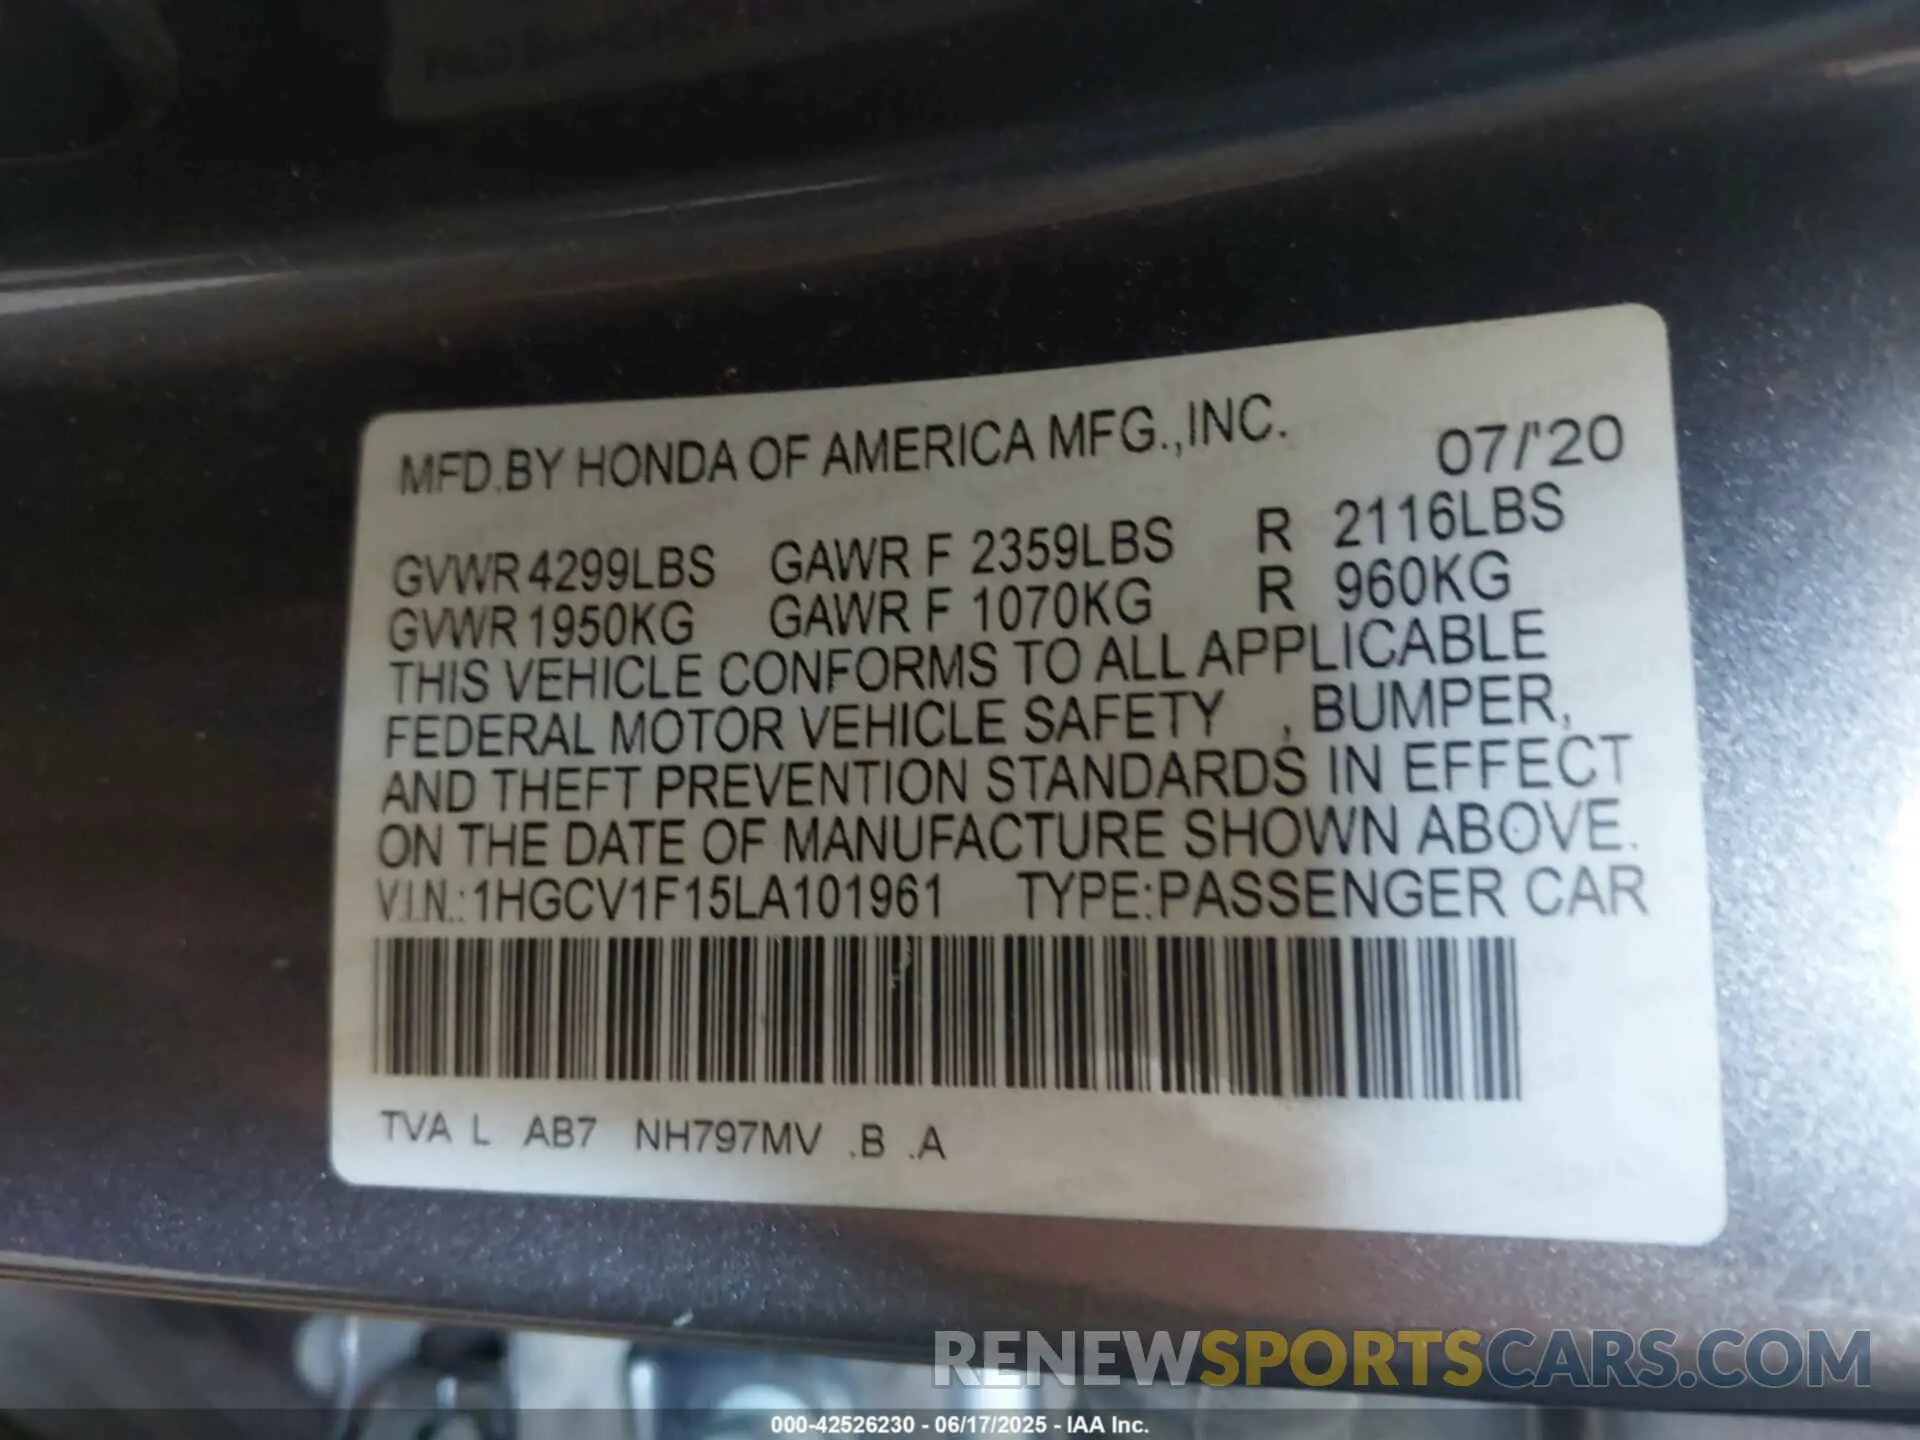 MFD.BY HONDA OF AMERICA MFG.,INC. 07/'20
GVWR 4299LBS GAWR F 2359LBS R 2116LBS
GVWR 1950KG GAWR F 1070KG R 960KG
THIS VEHICLE CONFORMS TO ALL APPLICABLE
FEDERAL MOTOR VEHICLE SAFETY , BUMPER,
AND THEFT PREVENTION STANDARDS IN EFFECT
ON THE DATE OF MANUFACTURE SHOWN ABOVE.
V.I.N.:1HGCV1F15LA101961 TYPE:PASSENGER CAR
TVA L AB7 NH797MV .B .A
RENEWSPORTSCARS.COM
000-42526230 - 06/17/2025 - IAA Inc.